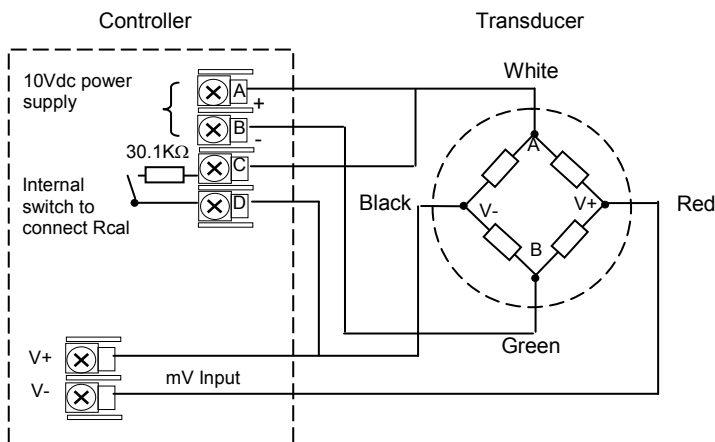 Controller
Transducer
10Vdc power
supply
A
+
B
-
30.1KΩ
C
Internal
switch to
connect Rcal
D
V+
V-
mV Input
White
A
Black
V-
V+
Red
B
Green